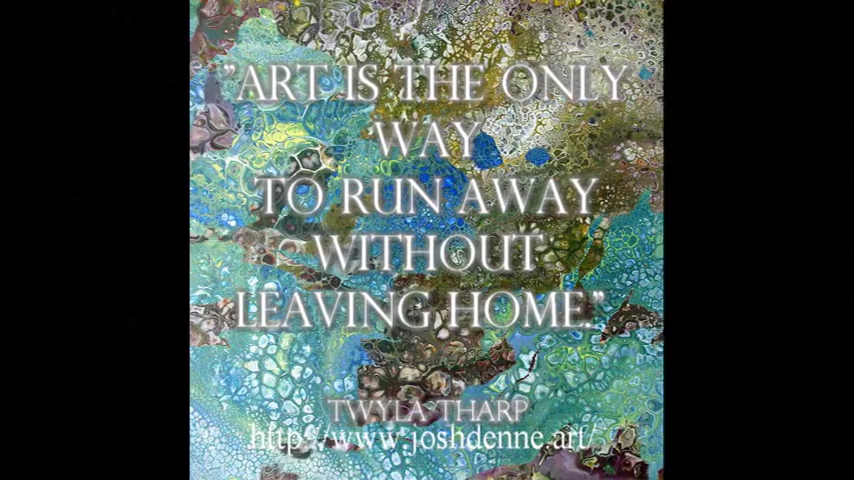 "ART IS THE ONLY
WAY
TO RUN AWAY
WITHOUT
LEAVING HOME."
TWYLA THARP
http://www.joshdenne.art/